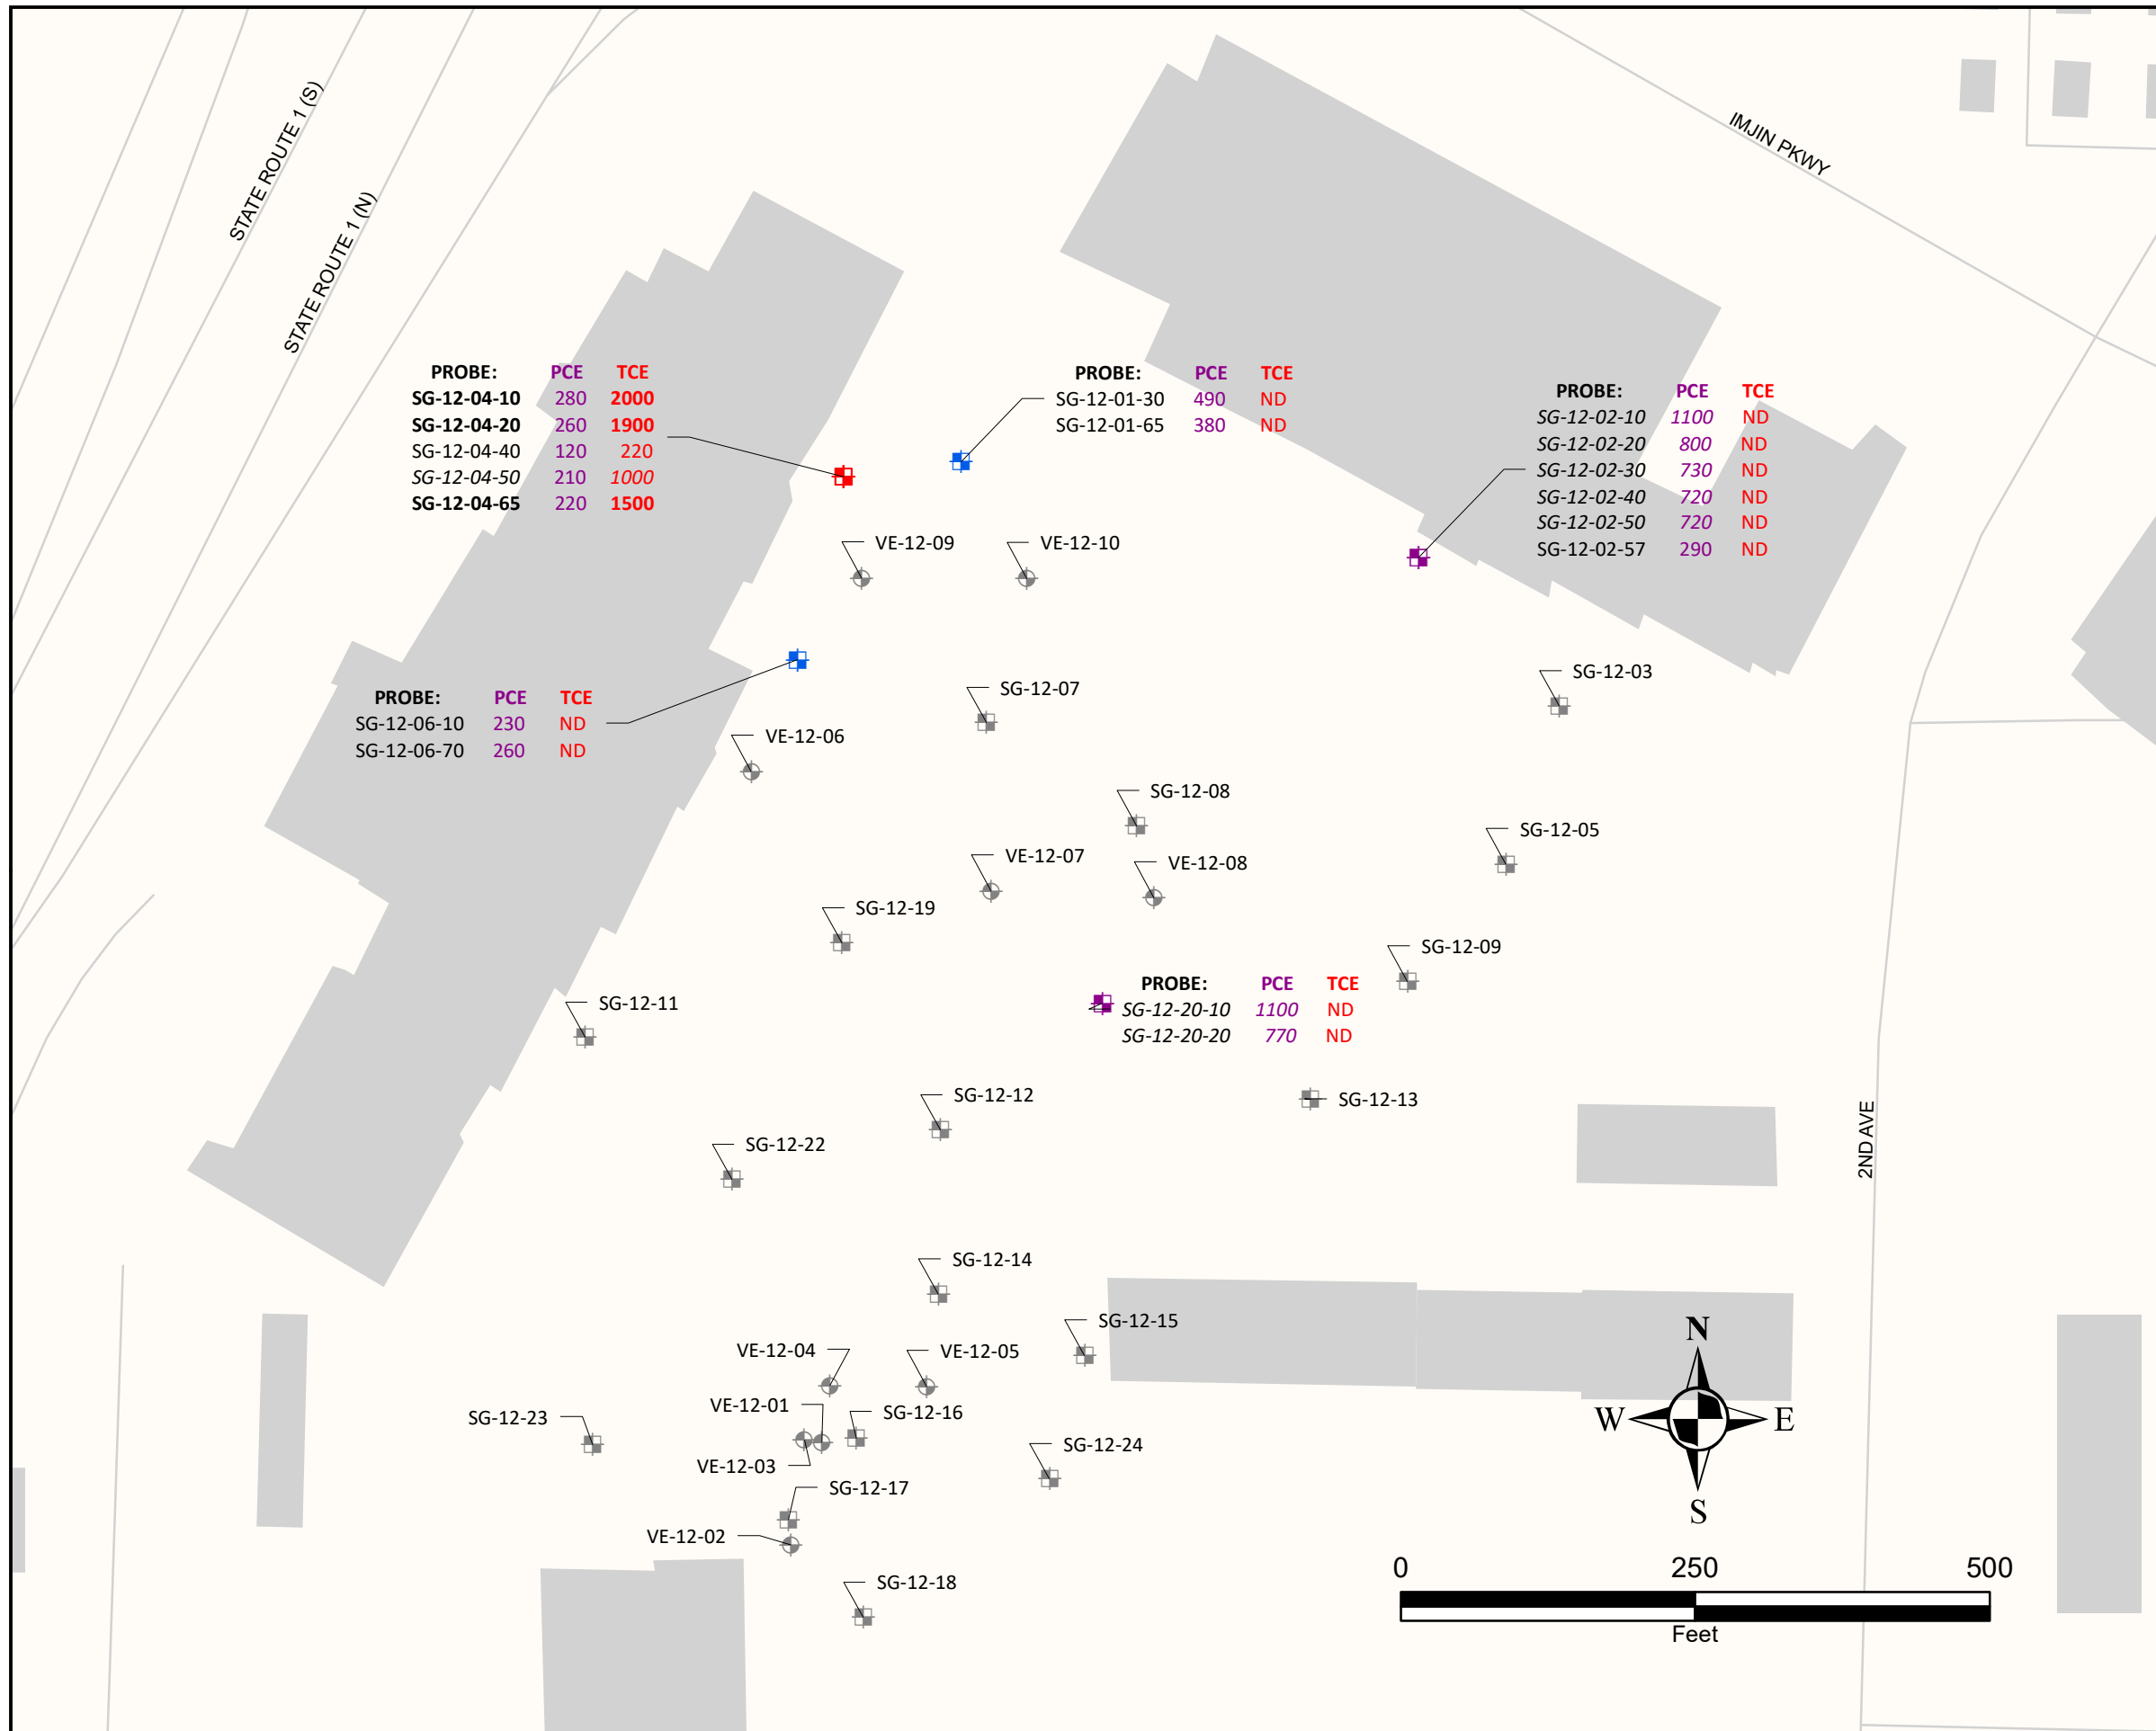 STATE ROUTE 1 (S)
STATE ROUTE 1 (N)
IMJIN PKWY
PROBE: PCE TCE
SG-12-04-10 280 2000
SG-12-04-20 260 1900
SG-12-04-40 120 220
SG-12-04-50 210 1000
SG-12-04-65 220 1500
PROBE: PCE TCE
SG-12-01-30 490 ND
SG-12-01-65 380 ND
PROBE: PCE TCE
SG-12-02-10 1100 ND
SG-12-02-20 800 ND
SG-12-02-30 730 ND
SG-12-02-40 720 ND
SG-12-02-50 720 ND
SG-12-02-57 290 ND
VE-12-09
VE-12-10
SG-12-03
SG-12-07
PROBE: PCE TCE
SG-12-06-10 230 ND
SG-12-06-70 260 ND
VE-12-06
SG-12-08
SG-12-05
VE-12-07
VE-12-08
SG-12-19
SG-12-09
PROBE: PCE TCE
SG-12-20-10 1100 ND
SG-12-20-20 770 ND
SG-12-11
SG-12-12
SG-12-13
SG-12-22
2ND AVE
SG-12-14
SG-12-15
VE-12-04
VE-12-05
VE-12-01
SG-12-16
SG-12-23
SG-12-24
VE-12-03
SG-12-17
VE-12-02
SG-12-18
N
W E
S
0 250 500
Feet